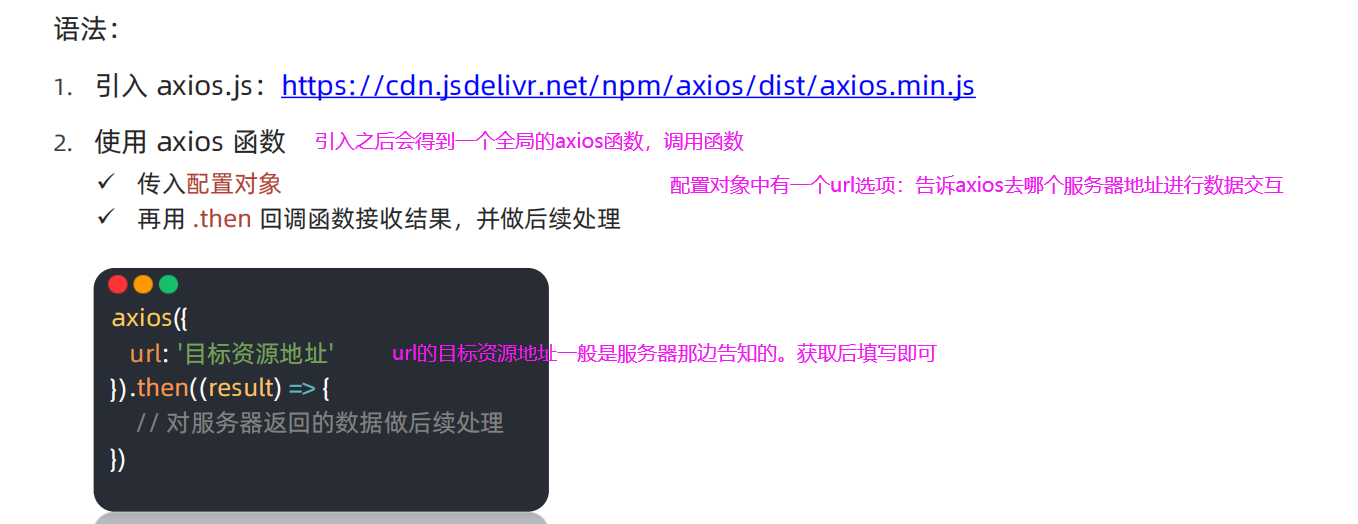 语法：
1. 引入 axios.js：https://cdn.jsdelivr.net/npm/axios/dist/axios.min.js
2. 使用 axios 函数 引入之后会得到一个全局的axios函数，调用函数
✓ 传入配置对象 配置对象中有一个url选项：告诉axios去哪个服务器地址进行数据交互
✓ 再用 .then 回调函数接收结果，并做后续处理
axios({
url: '目标资源地址' url的目标资源地址一般是服务器那边告知的。获取后填写即可
}).then((result) => {
// 对服务器返回的数据做后续处理
})